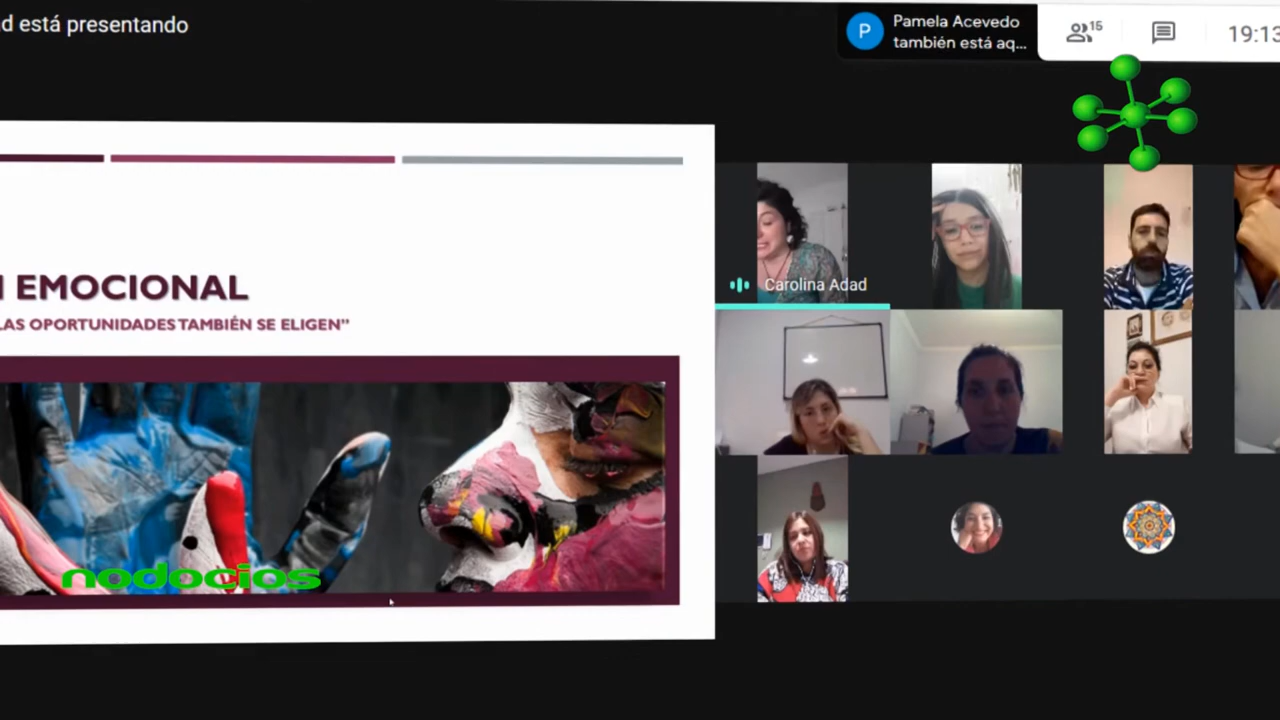 d está presentando
P
Pamela Acevedo
también está aq...
15
19:13
EMOCIONAL
LAS OPORTUNIDADES TAMBIÉN SE ELIGEN”
Carolina Adad
nodocios